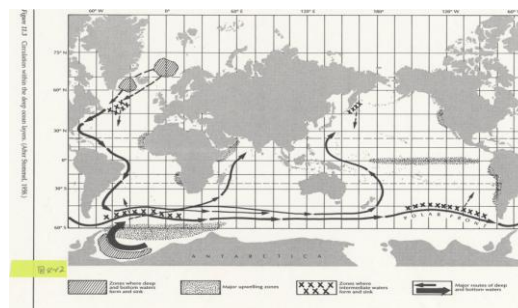 Figure 11.3 Circulation within the deep ocean layers. (After Stommel, 1958.)
60°W 0° 60°E 120°E 180° 120°W 60°W
60°N
30°N
0°
30°S
60°S
POLAR FRONT
ANTARCTICA
Zones where deep
and bottom waters
form and sink
Major upwelling zones
Zones where
intermediate waters
form and sink
Major routes of deep
and bottom waters